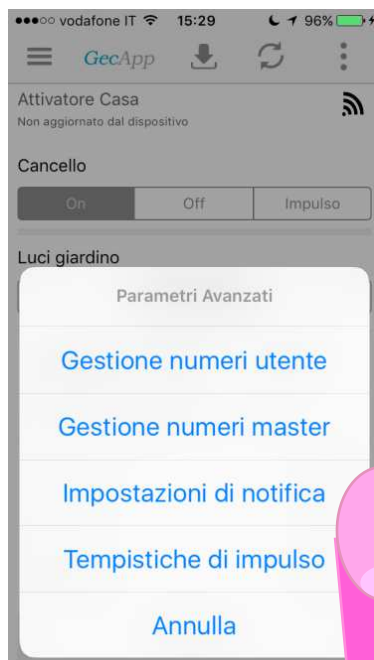 vodafone IT 15:29 96%
GecApp
Attivatore Casa
Non aggiornato dal dispositivo
Cancello
On Off Impulso
Luci giardino
Parametri Avanzati
Gestione numeri utente
Gestione numeri master
Impostazioni di notifica
Tempistiche di impulso
Annulla